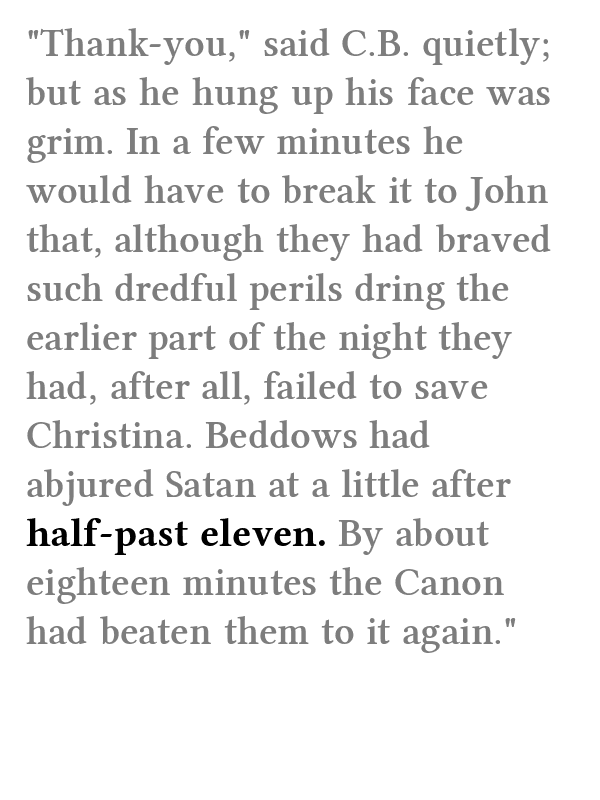 "Thank-you," said C.B. quietly;
but as he hung up his face was
grim. In a few minutes he
would have to break it to John
that, although they had braved
such dredful perils dring the
earlier part of the night they
had, after all, failed to save
Christina. Beddows had
abjured Satan at a little after
half-past eleven. By about
eighteen minutes the Canon
had beaten them to it again."